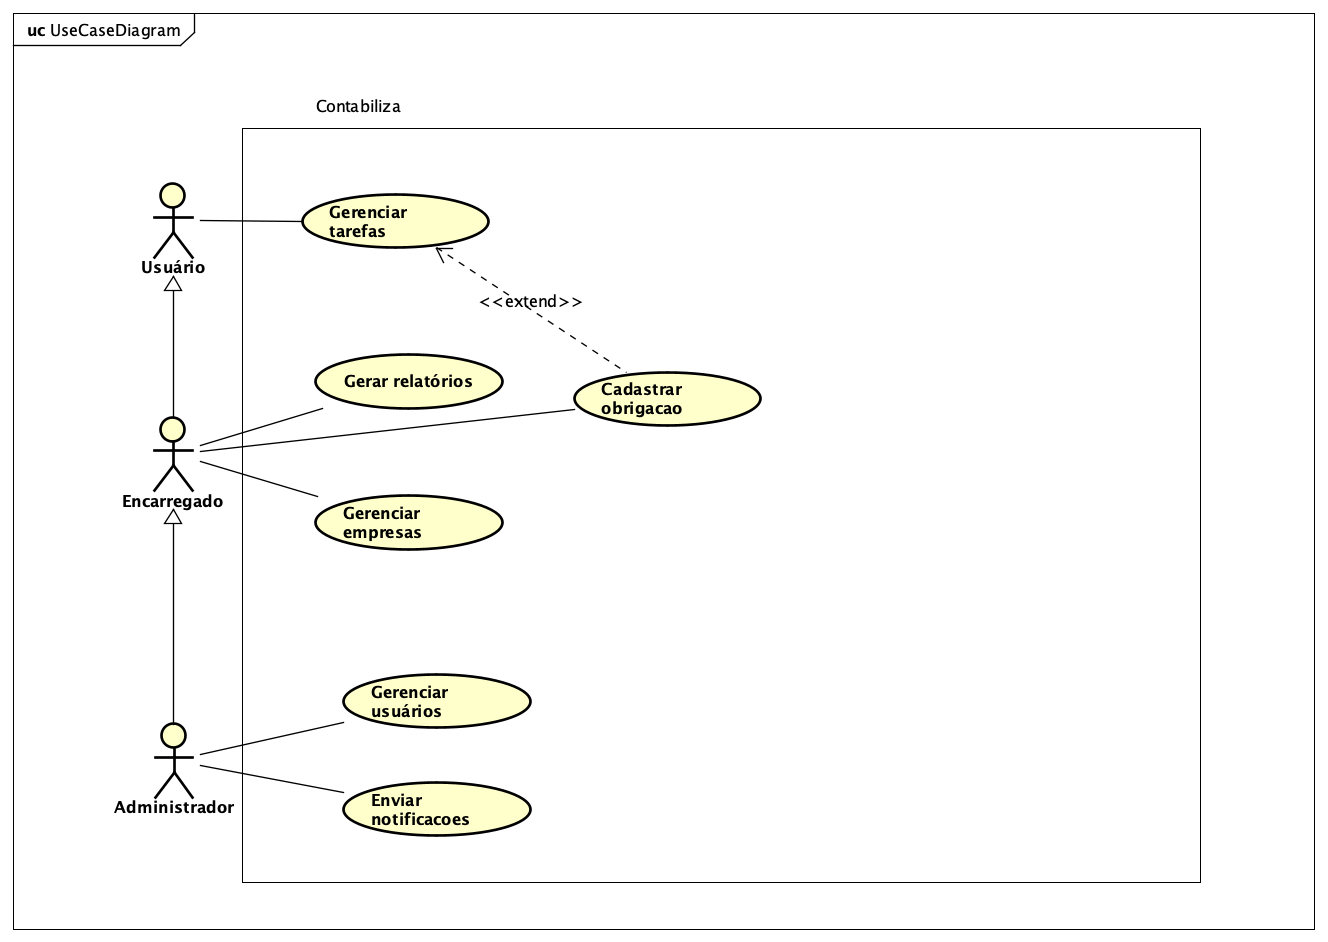 uc UseCaseDiagram
Contabiliza
Gerenciar
tarefas
Usuário
<<extend>>
Gerar relatórios
Cadastrar
obrigacao
Encarregado
Gerenciar
empresas
Gerenciar
usuários
Administrador
Enviar
notificacoes